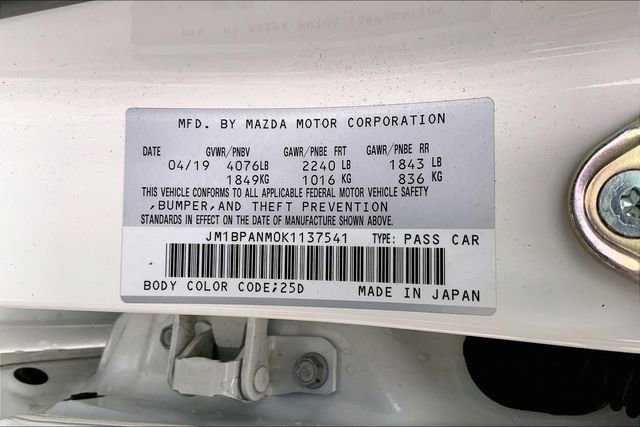 MFD. BY MAZDA MOTOR CORPORATION
DATE GVWR/PNBV GAWR/PNBE FRT GAWR/PNBE RR
04/19 4076LB 2240 LB 1843 LB
1849KG 1016 KG 836 KG
THIS VEHICLE CONFORMS TO ALL APPLICABLE FEDERAL MOTOR VEHICLE SAFETY
,BUMPER,AND THEFT PREVENTION
STANDARDS IN EFFECT ON THE DATE OF MANUFACTURE SHOWN ABOVE.
JM1BPANM0K1137541 TYPE: PASS CAR
BODY COLOR CODE;25D MADE IN JAPAN